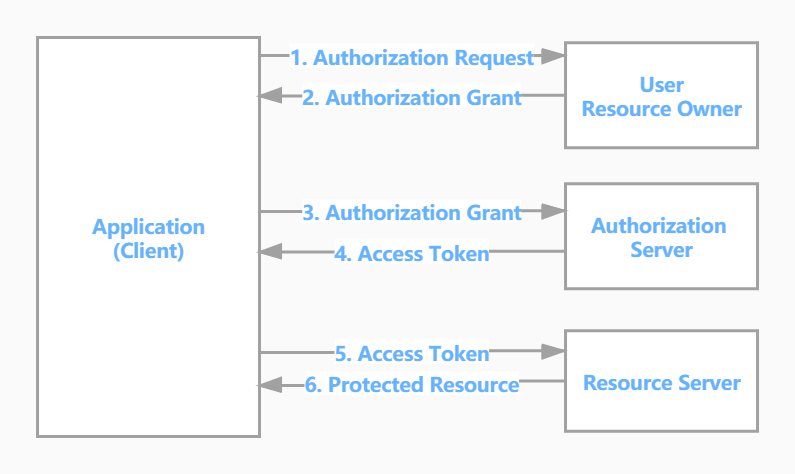 1. Authorization Request
User
Resource Owner
2. Authorization Grant
Application
(Client)
3. Authorization Grant
Authorization
Server
4. Access Token
5. Access Token
Resource Server
6. Protected Resource